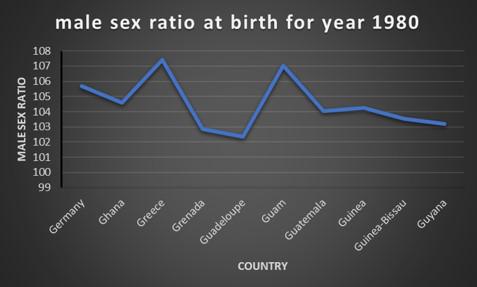 male sex ratio at birth for year 1980
108
107
106
105
104
103
102
101
100
99
MALE SEX RATIO
Germany
Ghana
Greece
Grenada
Guadeloupe
Guam
Guatemala
Guinea
Guinea-Bissau
Guyana
COUNTRY